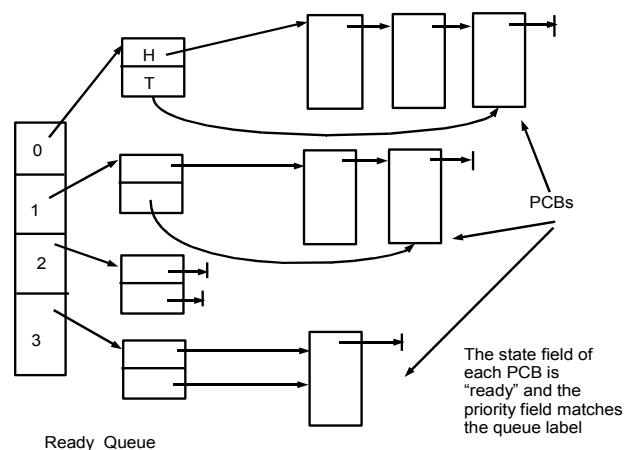 H
T
0
1
PCBs
2
3
The state field of
each PCB is
“ready” and the
priority field matches
the queue label
Ready Queue